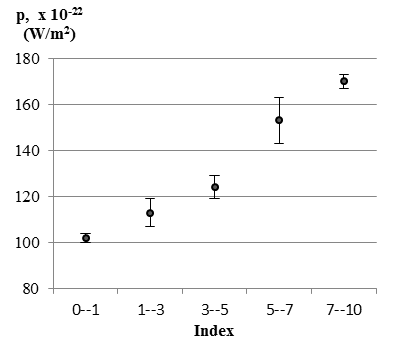 p, x 10⁻²²
(W/m²)
180
160
140
120
100
80
0--1 1--3 3--5 5--7 7--10
Index